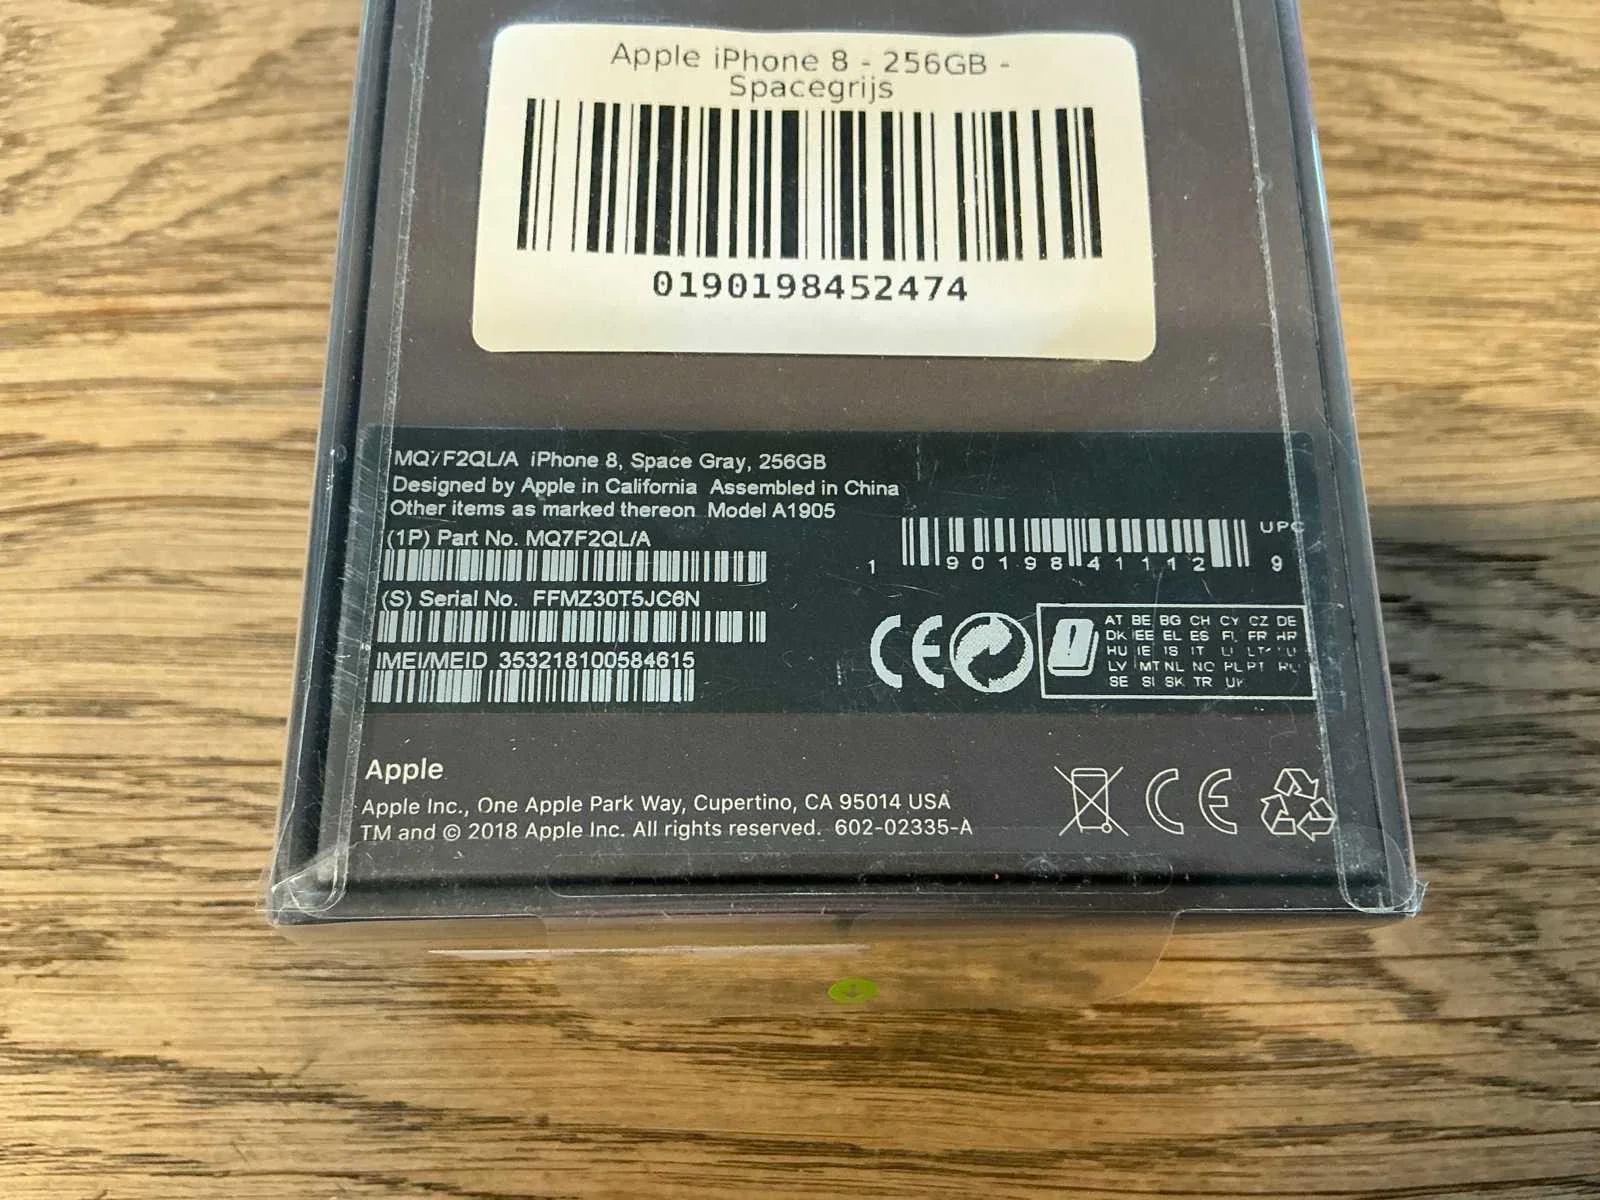 Apple iPhone 8 - 256GB -
Spacegrijs
0190198452474
MQ7F2QL/A iPhone 8, Space Gray, 256GB
Designed by Apple in California Assembled in China
Other items as marked thereon Model A1905
(1P) Part No. MQ7F2QL/A
UPC
1 90198 41112 9
(S) Serial No. FFMZ30T5JC6N
IMEI/MEID 353218100584615
CE
AT BE BG CH CY CZ DE
DK EE EL ES FI FR HR
HU IE IS IT
LV MT NL NO PL PT
SE SI SK TR UK
Apple
Apple Inc., One Apple Park Way, Cupertino, CA 95014 USA
TM and © 2018 Apple Inc. All rights reserved. 602-02335-A
CE